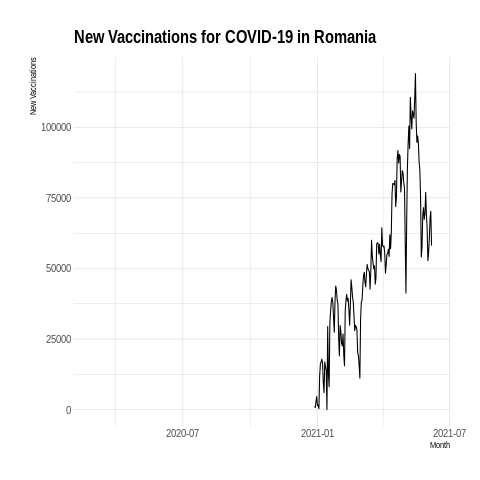 New Vaccinations for COVID-19 in Romania
New Vaccinations
100000
75000
50000
25000
0
2020-07
2021-01
2021-07
Month